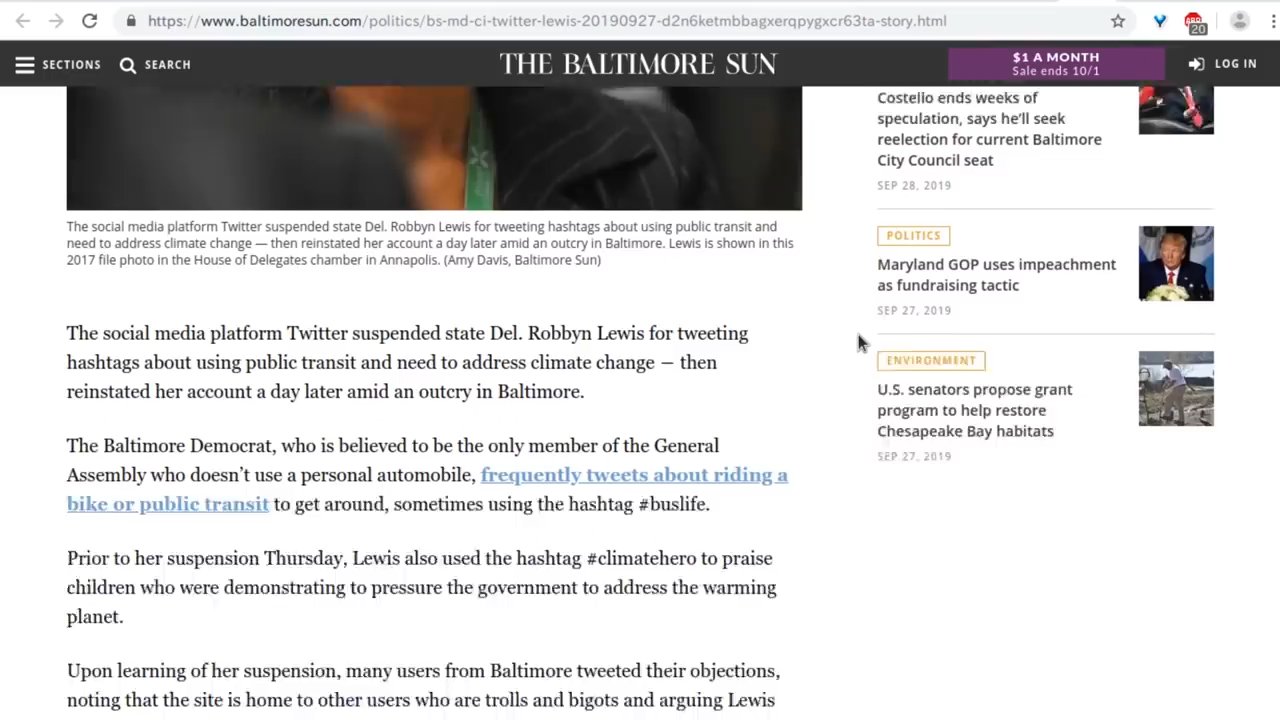 https://www.baltimoresun.com/politics/bs-md-ci-twitter-lewis-20190927-d2n6ketmbbagxerqpygxcr63ta-story.html
20
SECTIONS
SEARCH
THE BALTIMORE SUN
$1 A MONTH
Sale ends 10/1
LOG IN
The social media platform Twitter suspended state Del. Robbyn Lewis for tweeting hashtags about using public transit and
need to address climate change — then reinstated her account a day later amid an outcry in Baltimore. Lewis is shown in this
2017 file photo in the House of Delegates chamber in Annapolis. (Amy Davis, Baltimore Sun)
The social media platform Twitter suspended state Del. Robbyn Lewis for tweeting
hashtags about using public transit and need to address climate change — then
reinstated her account a day later amid an outcry in Baltimore.
The Baltimore Democrat, who is believed to be the only member of the General
Assembly who doesn’t use a personal automobile, frequently tweets about riding a
bike or public transit to get around, sometimes using the hashtag #buslife.
Prior to her suspension Thursday, Lewis also used the hashtag #climatehero to praise
children who were demonstrating to pressure the government to address the warming
planet.
Upon learning of her suspension, many users from Baltimore tweeted their objections,
noting that the site is home to other users who are trolls and bigots and arguing Lewis
Costello ends weeks of
speculation, says he’ll seek
reelection for current Baltimore
City Council seat
SEP 28, 2019
POLITICS
Maryland GOP uses impeachment
as fundraising tactic
SEP 27, 2019
ENVIRONMENT
U.S. senators propose grant
program to help restore
Chesapeake Bay habitats
SEP 27, 2019